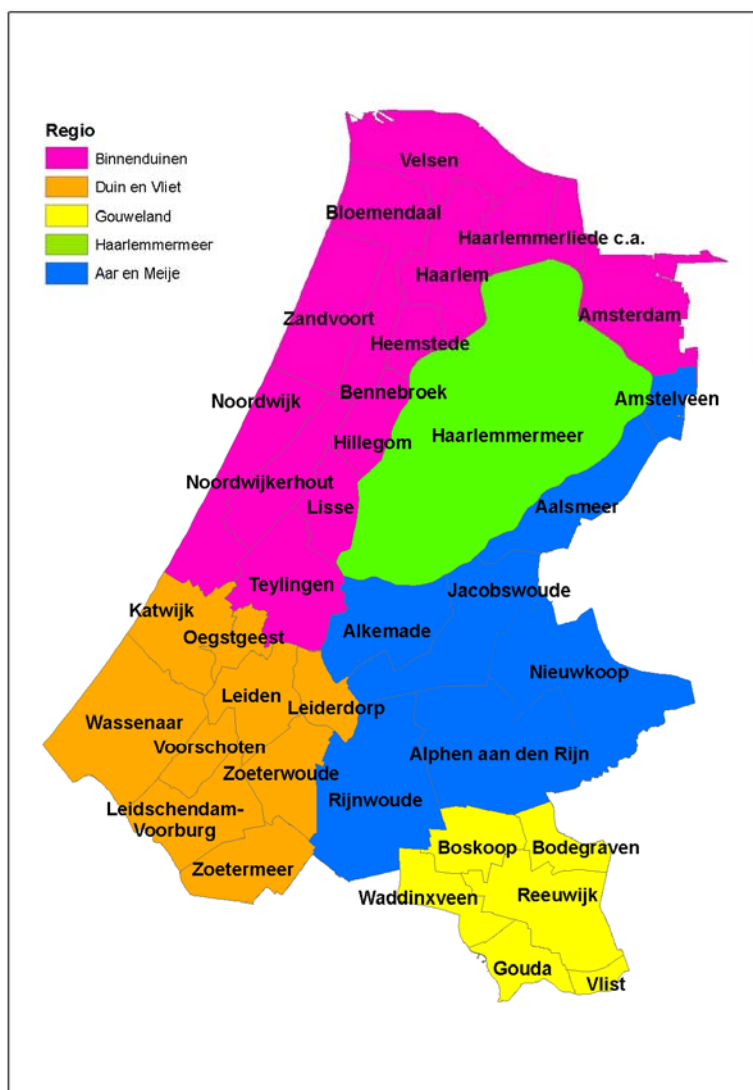 Regio
Binnenduinen
Duin en Vliet
Gouweland
Haarlemmermeer
Aar en Meije
Velsen
Bloemendaal
Haarlemmerliede c.a.
Haarlem
Zandvoort
Amsterdam
Heemstede
Bennebroek
Amstelveen
Noordwijk
Hillegom
Haarlemmermeer
Noordwijkerhout
Lisse
Aalsmeer
Teylingen
Jacobswoude
Katwijk
Oegstgeest
Alkemade
Nieuwkoop
Leiden
Leiderdorp
Wassenaar
Voorschoten
Alphen aan den Rijn
Zoeterwoude
Rijnwoude
Leidschendam-
Voorburg
Boskoop
Bodegraven
Zoetermeer
Waddinxveen
Reeuwijk
Gouda
Vlist